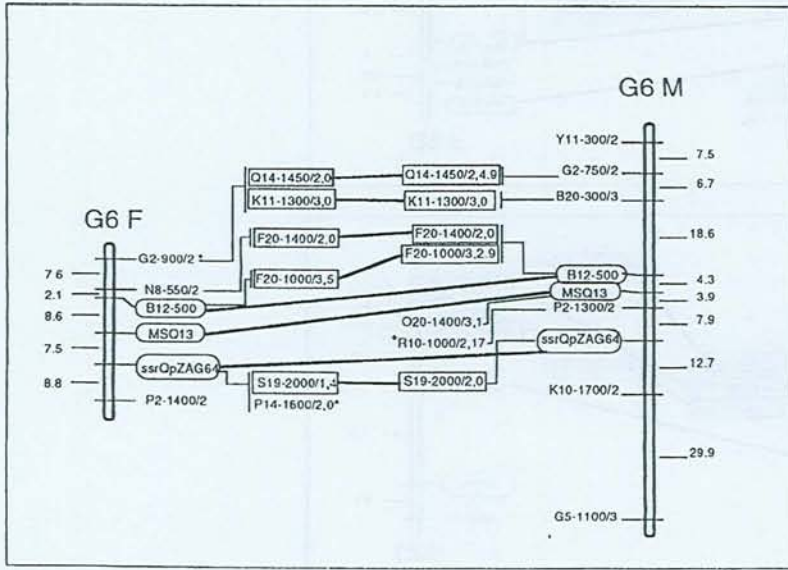 G6 M
Y11-300/2
7.5
Q14-1450/2,0
Q14-1450/2,4.9
G2-750/2
6.7
K11-1300/3,0
K11-1300/3,0
B20-300/3
G6 F
F20-1400/2,0
F20-1400/2,0
18.6
G2-900/2*
F20-1000/3,2.9
7.6
F20-1000/3,5
B12-500
N8-550/2
4.3
2.1
MSQ13
B12-500
3.9
8.6
P2-1300/2
O20-1400/3,1
7.9
MSQ13
*R10-1000/2,17
ssrQpZAG64
7.5
12.7
ssrQpZAG64
8.8
S19-2000/2,0
K10-1700/2
P2-1400/2
P14-1600/2,0*
29.9
G5-1100/3